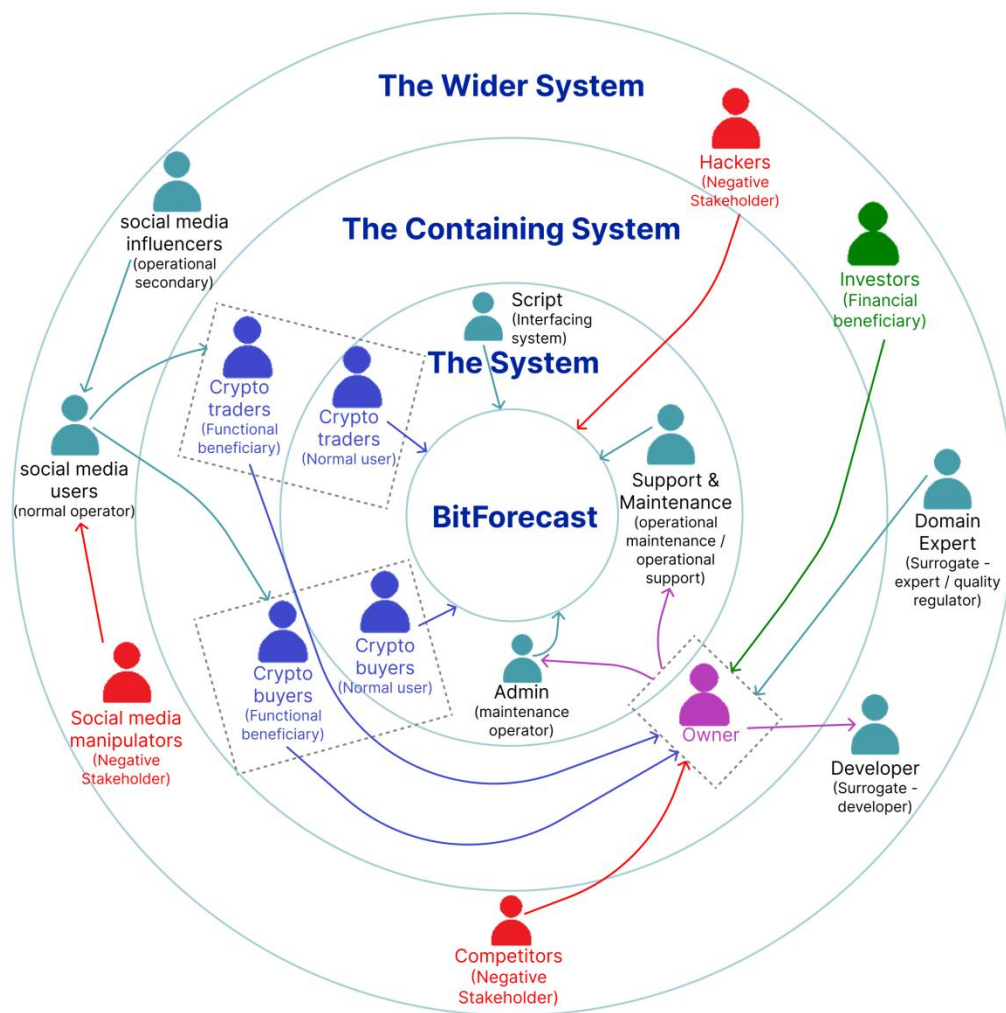 The Wider System
Hackers
(Negative
Stakeholder)
social media
influencers
(operational
secondary)
The Containing System
Investors
(Financial
beneficiary)
Script
(Interfacing
system)
The System
Crypto
traders
(Functional
beneficiary)
Crypto
traders
(Normal user)
social media
users
(normal operator)
Support &
Maintenance
(operational
maintenance /
operational
support)
BitForecast
Domain
Expert
(Surrogate -
expert / quality
regulator)
Crypto
buyers
(Normal user)
Crypto
buyers
(Functional
beneficiary)
Admin
(maintenance
operator)
Social media
manipulators
(Negative
Stakeholder)
Owner
Developer
(Surrogate -
developer)
Competitors
(Negative
Stakeholder)